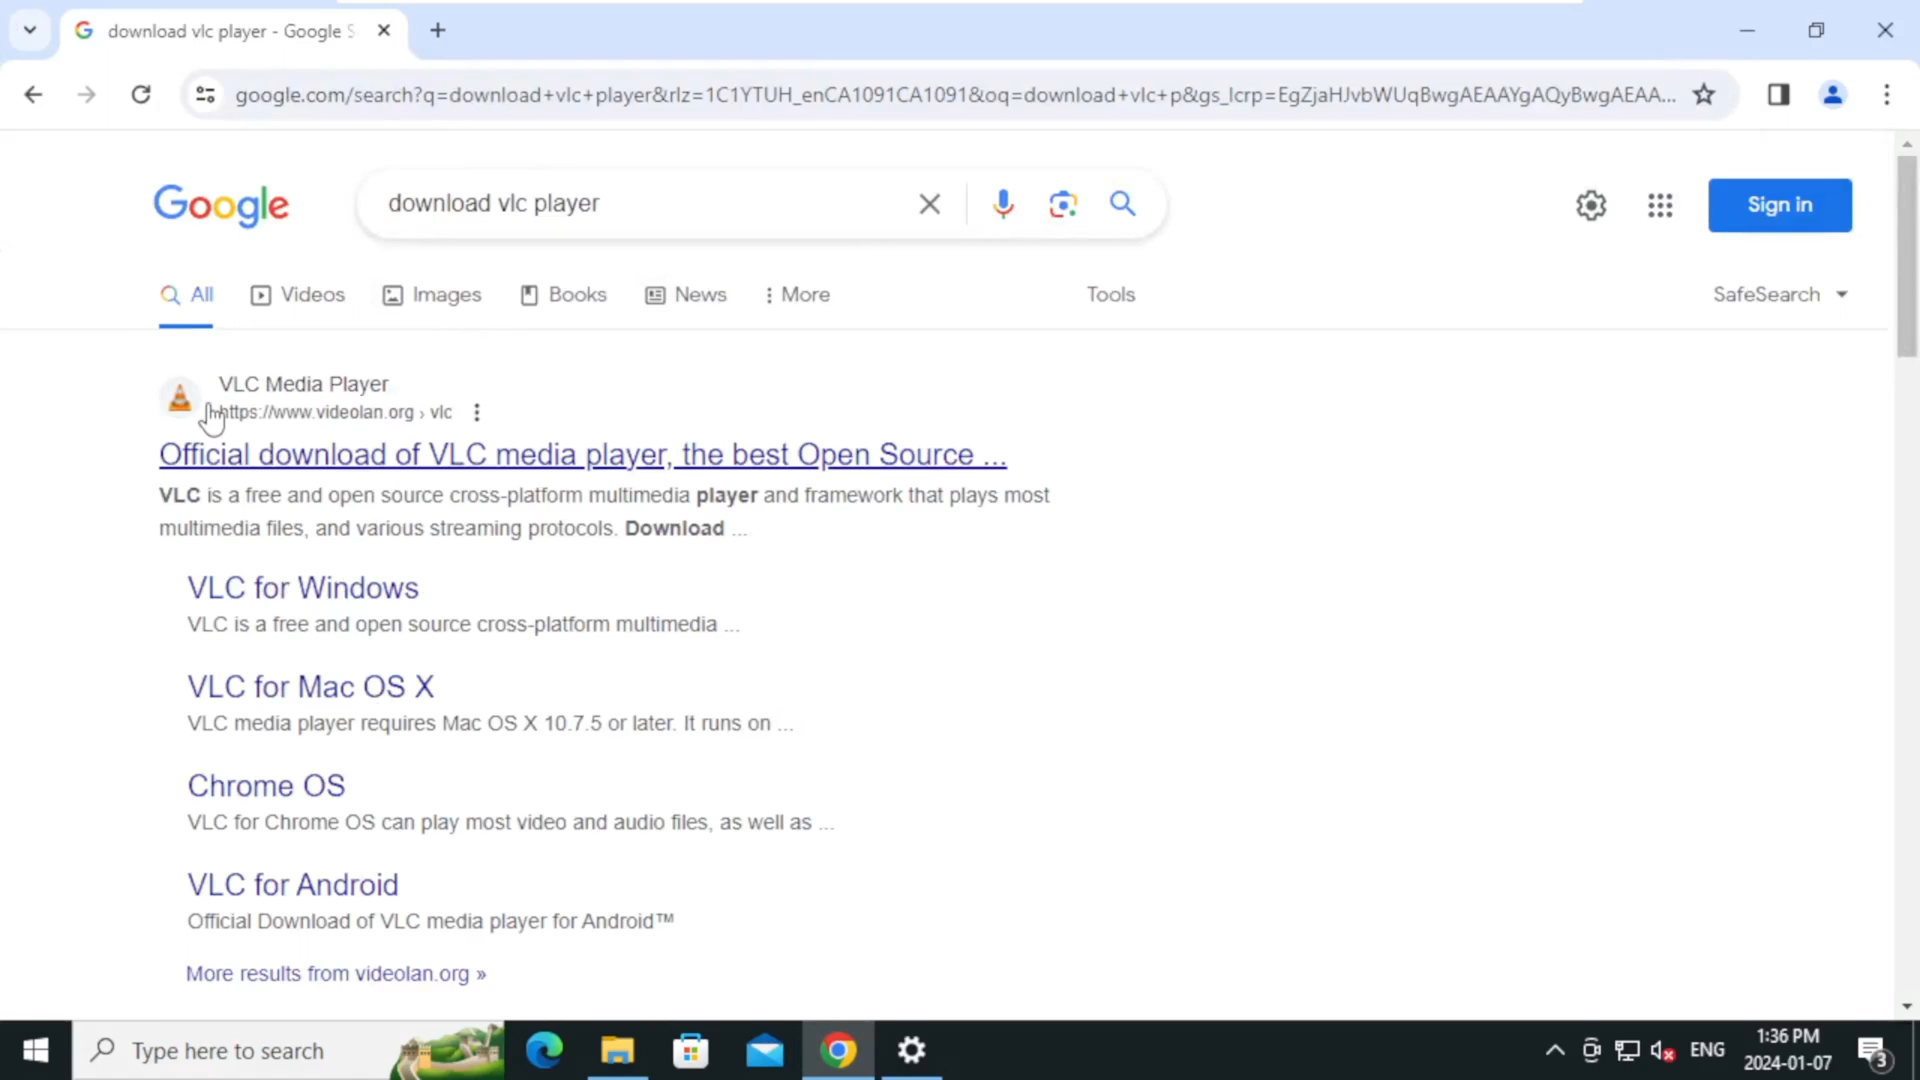 download vlc player - Google S
google.com/search?q=download+vlc+player&rlz=1C1YTUH_enCA1091CA1091&oq=download+vlc+p&gs_lcrp=EgZjaHJvbWUqBwgAEAAYgAQyBwgAEAA...
Google
download vlc player
Sign in
All
Videos
Images
Books
News
More
Tools
SafeSearch
VLC Media Player
https://www.videolan.org › vlc
Official download of VLC media player, the best Open Source ...
VLC is a free and open source cross-platform multimedia player and framework that plays most
multimedia files, and various streaming protocols. Download ...
VLC for Windows
VLC is a free and open source cross-platform multimedia ...
VLC for Mac OS X
VLC media player requires Mac OS X 10.7.5 or later. It runs on ...
Chrome OS
VLC for Chrome OS can play most video and audio files, as well as ...
VLC for Android
Official Download of VLC media player for Android™
More results from videolan.org »
Type here to search
ENG
1:36 PM
2024-01-07
3